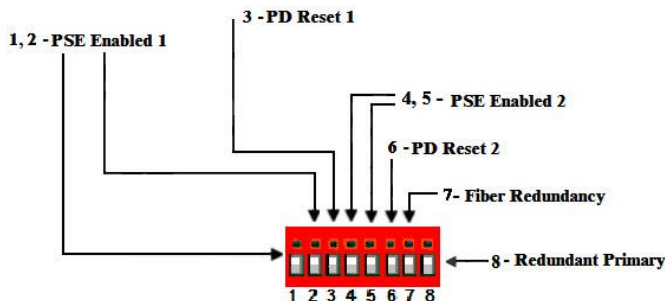 3 - PD Reset 1
1, 2 - PSE Enabled 1
4, 5 - PSE Enabled 2
6 - PD Reset 2
7- Fiber Redundancy
8 - Redundant Primary
1 2 3 4 5 6 7 8